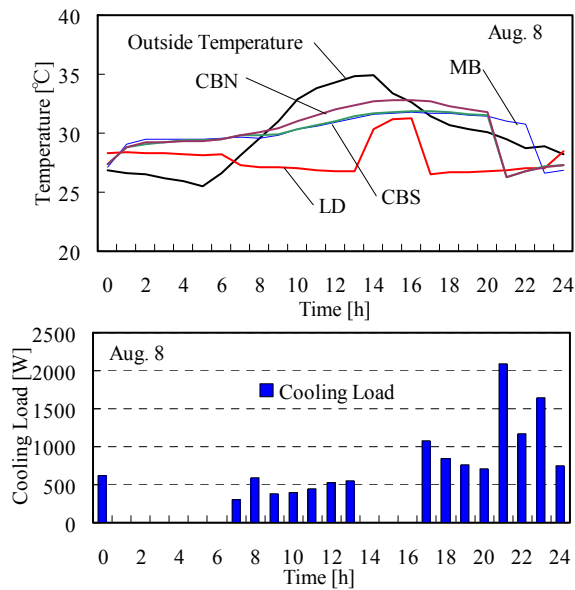 Aug. 8
Outside Temperature
CBN
MB
LD
CBS
Temperature [℃]
40
35
30
25
20
0 2 4 6 8 10 12 14 16 18 20 22 24
Time [h]
Aug. 8
Cooling Load
Cooling Load [W]
2500
2000
1500
1000
500
0
0 2 4 6 8 10 12 14 16 18 20 22 24
Time [h]